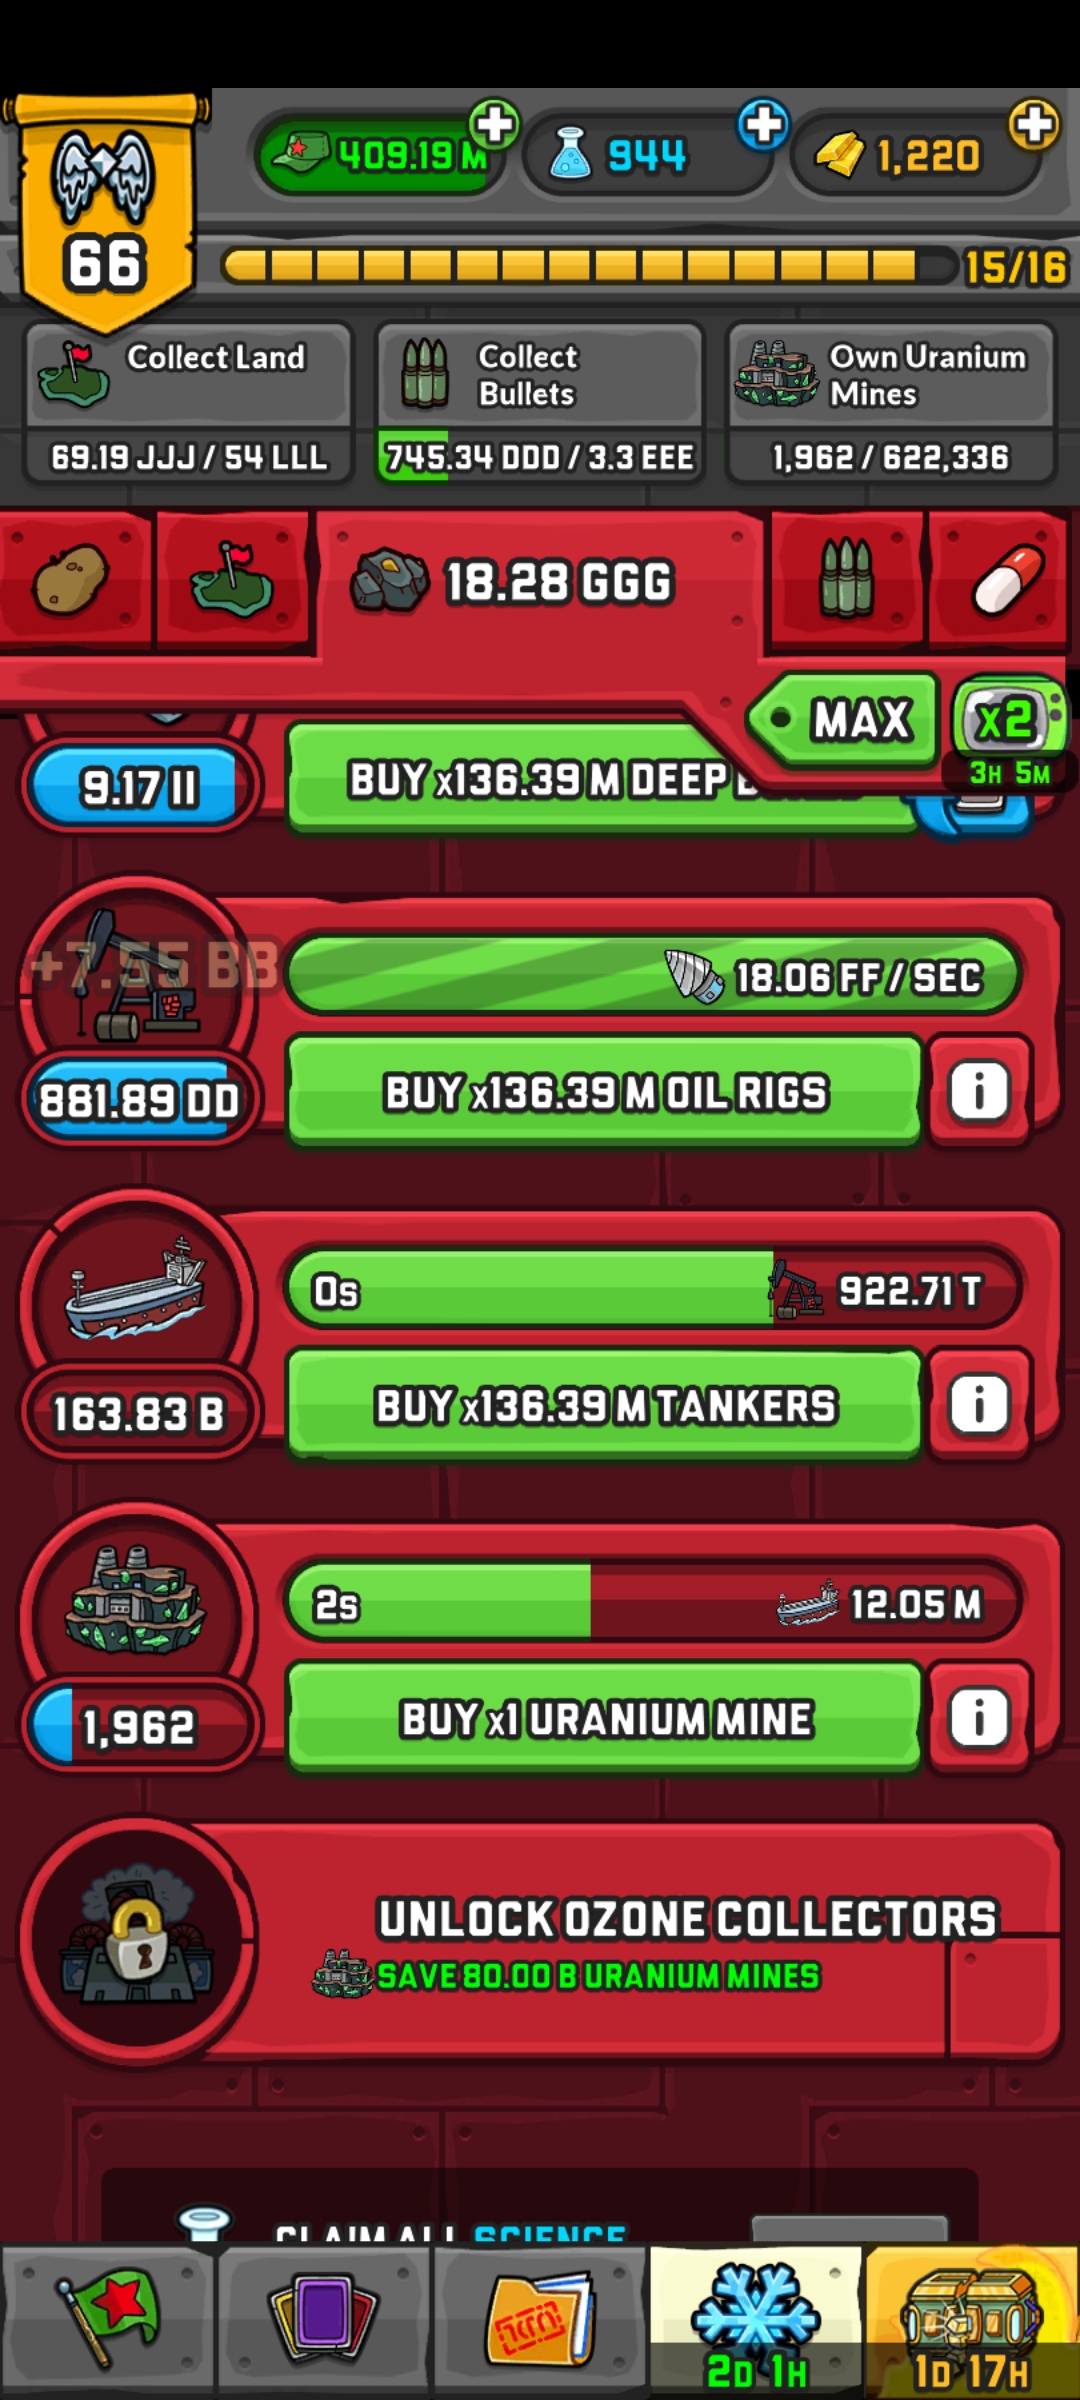 409.19 M
944
1,220
66
15/16
Collect Land
69.19 JJJ / 54 LLL
Collect
Bullets
745.34 DDD / 3.3 EEE
Own Uranium
Mines
1,962 / 622,336
18.28 GGG
MAX
x2
3H 5M
9.17 II
BUY x136.39 M DEEP
+7.55 BB
18.06 FF / SEC
881.89 DD
BUY x136.39 M OIL RIGS
i
0s
922.71 T
163.83 B
BUY x136.39 M TANKERS
i
2s
12.05 M
1,962
BUY x1 URANIUM MINE
i
UNLOCK OZONE COLLECTORS
SAVE 80.00 B URANIUM MINES
CLAIM ALL SCIENCE
2D 1H
1D 17H